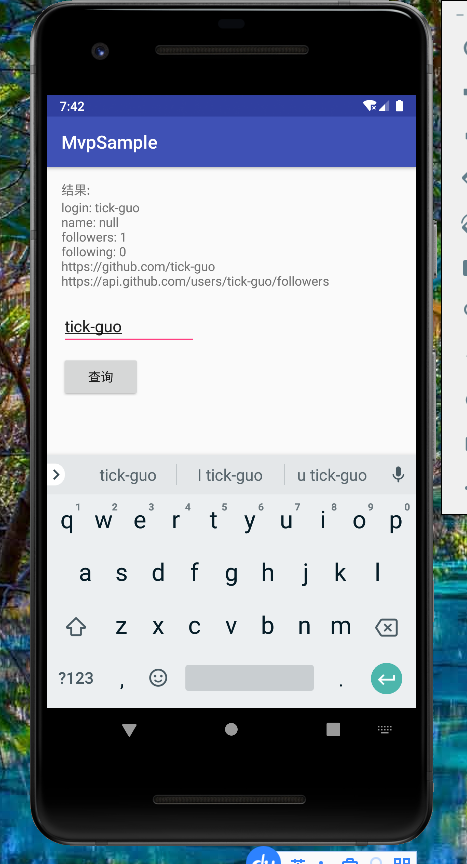 7:42
MvpSample
结果:
login: tick-guo
name: null
followers: 1
following: 0
https://github.com/tick-guo
https://api.github.com/users/tick-guo/followers
tick-guo
查询
tick-guo l tick-guo u tick-guo
1 2 3 4 5 6 7 8 9 0
q w e r t y u i o p
a s d f g h j k l
z x c v b n m
?123 , .
du 英